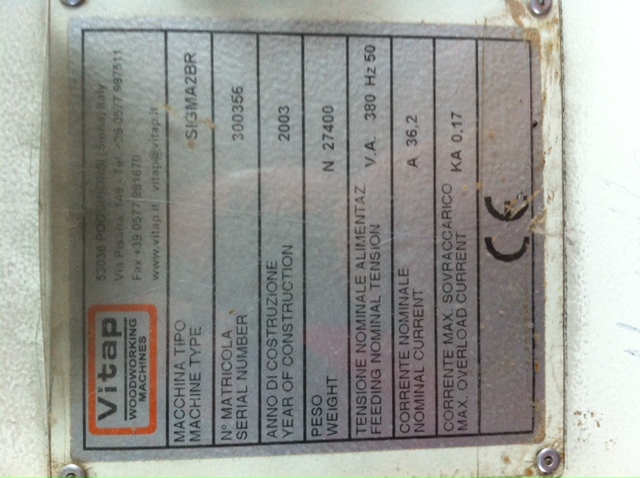 Vitap
WOODWORKING
MACHINES
53036 POGGIBONSI (Siena) Italy
Via Pisana, 149 . Tel. +39 0577.987511
Fax +39 0577.981670
www.vitap.it vitap@vitap.it
MACCHINA TIPO
MACHINE TYPE
SIGMA2BR
N° MATRICOLA
SERIAL NUMBER
300356
ANNO DI COSTRUZIONE
YEAR OF CONSTRUCTION
2003
PESO
WEIGHT
N 27400
TENSIONE NOMINALE ALIMENTAZ
FEEDING NOMINAL TENSION
V.A. 380 Hz 50
CORRENTE NOMINALE
NOMINAL CURRENT
A 36.2
CORRENTE MAX. SOVRACCARICO
MAX. OVERLOAD CURRENT
KA 0,17
CE